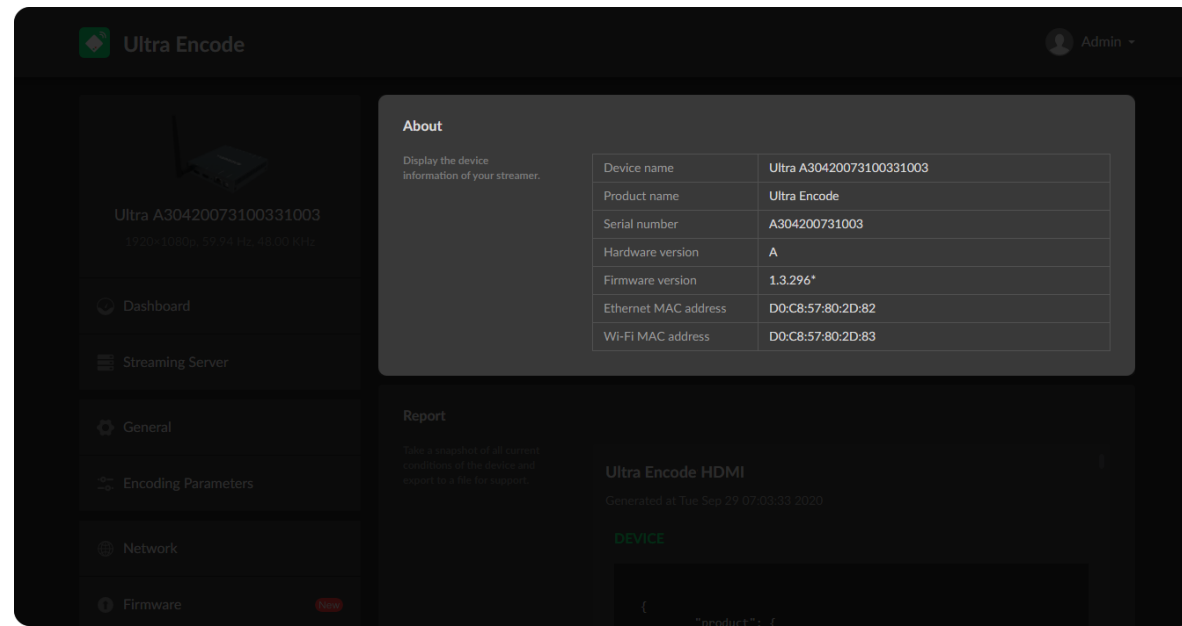 Ultra Encode
Admin
Ultra A30420073100331003
1920×1080p, 59.94 Hz, 48.00 KHz
Dashboard
Streaming Server
General
Encoding Parameters
Network
Firmware New
About
Display the device
information of your streamer.
Device name Ultra A30420073100331003
Product name Ultra Encode
Serial number A304200731003
Hardware version A
Firmware version 1.3.296*
Ethernet MAC address D0:C8:57:80:2D:82
Wi-Fi MAC address D0:C8:57:80:2D:83
Report
Take a snapshot of all current
conditions of the device and
export to a file for support.
Ultra Encode HDMI
Generated at Tue Sep 29 07:03:33 2020
DEVICE
{
"product": {